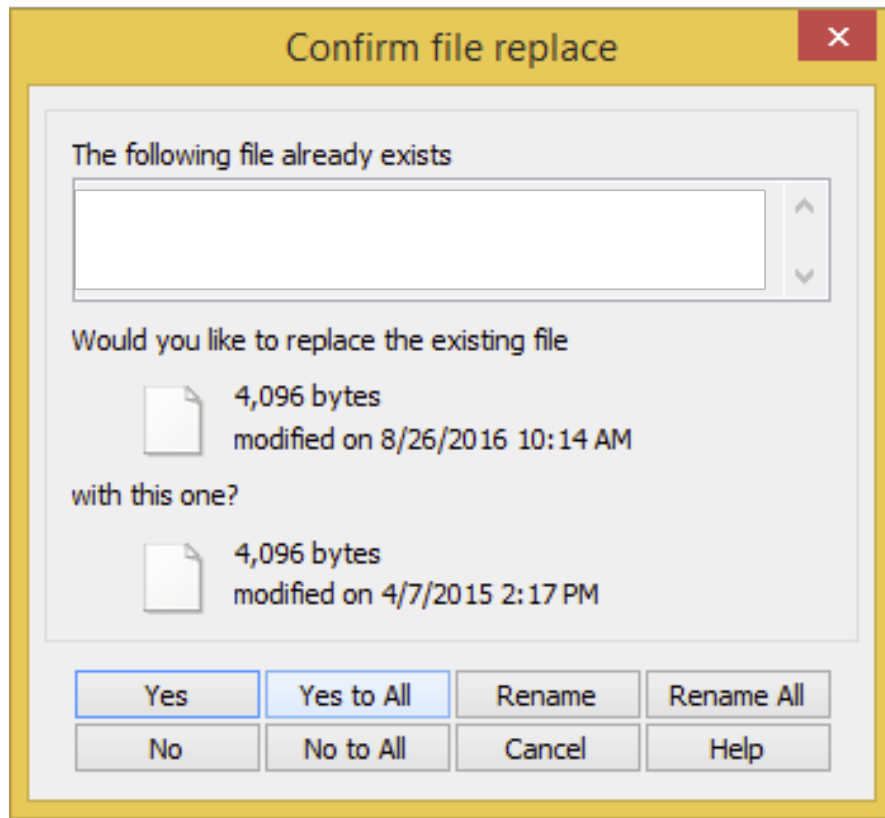 Confirm file replace
The following file already exists
Would you like to replace the existing file
4,096 bytes
modified on 8/26/2016 10:14 AM
with this one?
4,096 bytes
modified on 4/7/2015 2:17 PM
Yes Yes to All Rename Rename All
No No to All Cancel Help